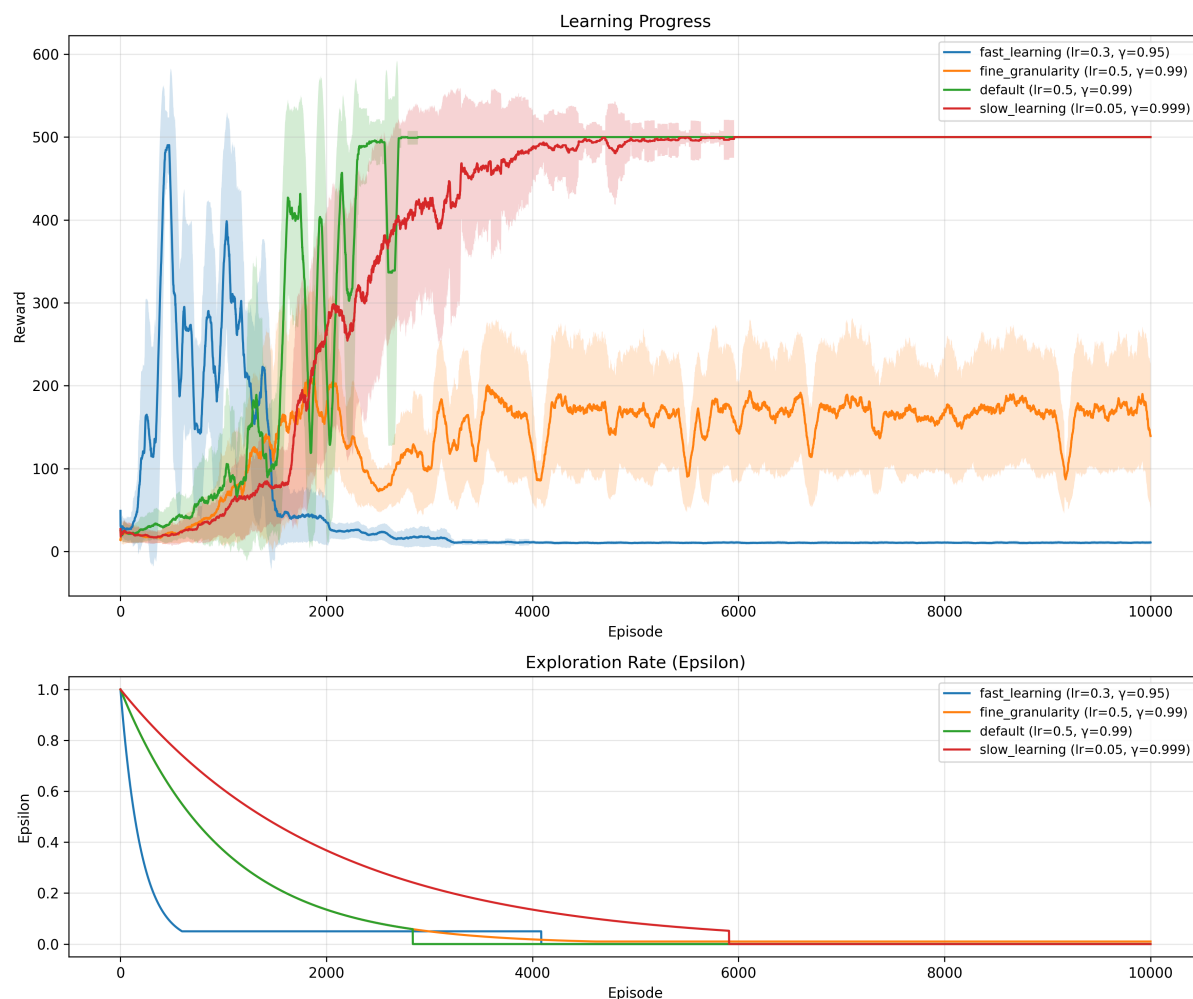 Learning Progress
600
500
400
300
200
100
0
Reward
fast_learning (lr=0.3, γ=0.95)
fine_granularity (lr=0.5, γ=0.99)
default (lr=0.5, γ=0.99)
slow_learning (lr=0.05, γ=0.999)
0
2000
4000
6000
8000
10000
Episode
Exploration Rate (Epsilon)
1.0
0.8
0.6
0.4
0.2
0.0
Epsilon
fast_learning (lr=0.3, γ=0.95)
fine_granularity (lr=0.5, γ=0.99)
default (lr=0.5, γ=0.99)
slow_learning (lr=0.05, γ=0.999)
0
2000
4000
6000
8000
10000
Episode